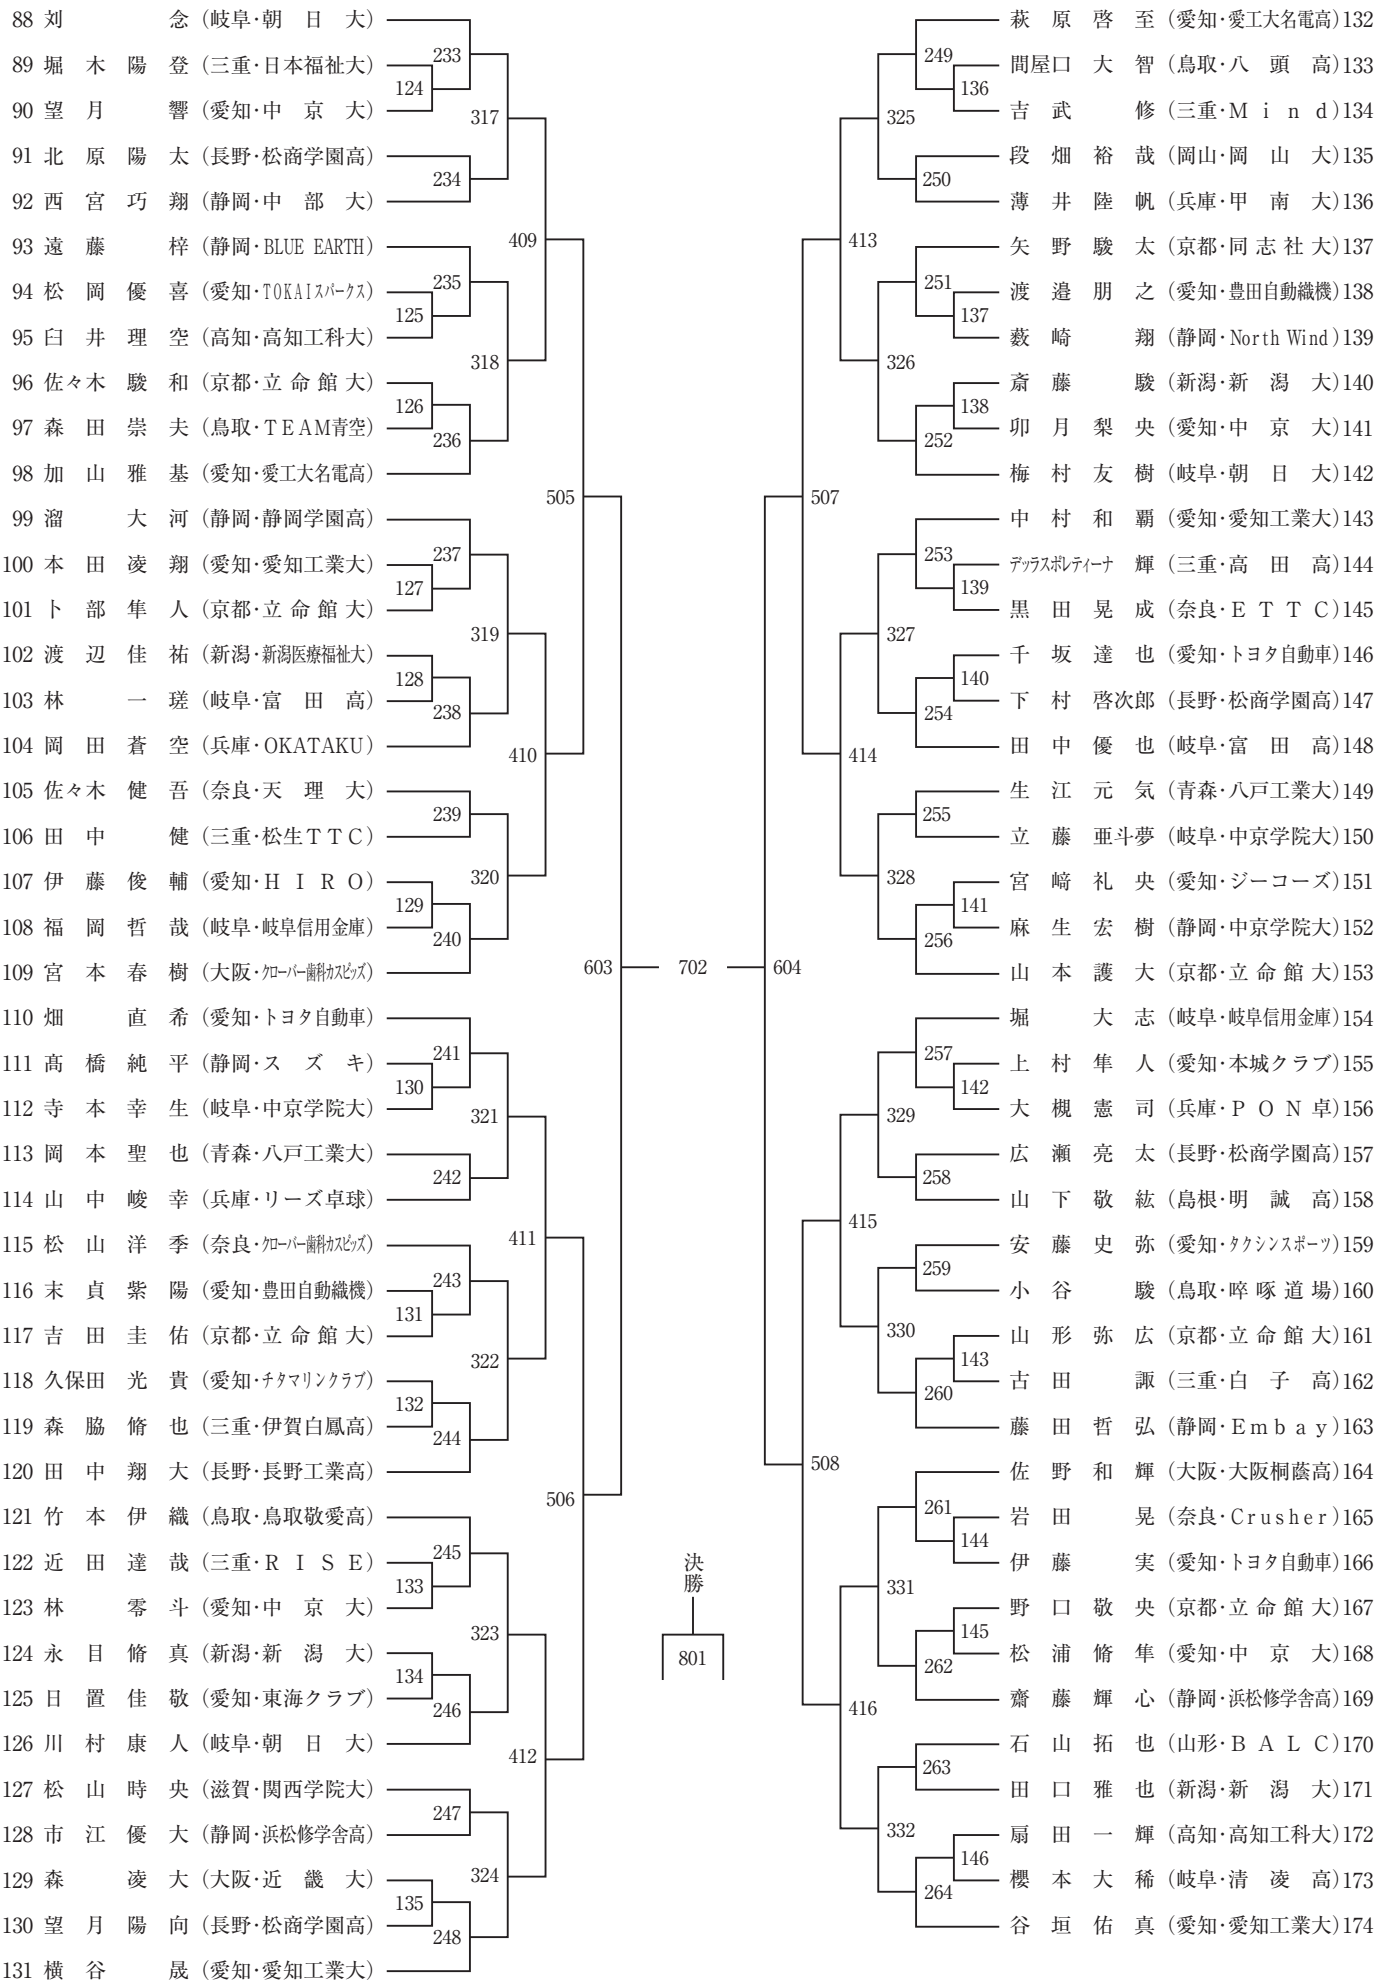 88 刘 念 (岐阜・朝日大)
89 堀木陽登 (三重・日本福祉大)
90 望月 響 (愛知・中京大)
91 北原陽太 (長野・松商学園高)
92 西宮巧翔 (静岡・中部大)
93 遠藤 梓 (静岡・BLUE EARTH)
94 松岡優喜 (愛知・TOKAIスパークス)
95 臼井理空 (高知・高知工科大)
96 佐々木駿和 (京都・立命館大)
97 森田崇夫 (鳥取・TEAM青空)
98 加山雅基 (愛知・愛工大名電高)
99 溜 大河 (静岡・静岡学園高)
100 本田凌翔 (愛知・愛知工業大)
101 卜部隼人 (京都・立命館大)
102 渡辺佳祐 (新潟・新潟医療福祉大)
103 林 一瑳 (岐阜・富田高)
104 岡田蒼空 (兵庫・OKATAKU)
105 佐々木健吾 (奈良・天理大)
106 田中 健 (三重・松生TTC)
107 伊藤俊輔 (愛知・HIRO)
108 福岡哲哉 (岐阜・岐阜信用金庫)
109 宮本春樹 (大阪・クローバー歯科カスピッズ)
110 畑 直希 (愛知・トヨタ自動車)
111 髙橋純平 (静岡・スズキ)
112 寺本幸生 (岐阜・中京学院大)
113 岡本聖也 (青森・八戸工業大)
114 山中峻幸 (兵庫・リーズ卓球)
115 松山洋季 (奈良・クローバー歯科カスピッズ)
116 末貞紫陽 (愛知・豊田自動織機)
117 吉田圭佑 (京都・立命館大)
118 久保田光貴 (愛知・チタマリンクラブ)
119 森脇脩也 (三重・伊賀白鳳高)
120 田中翔大 (長野・長野工業高)
121 竹本伊織 (鳥取・鳥取敬愛高)
122 近田達哉 (三重・RISE)
123 林 零斗 (愛知・中京大)
124 永目脩真 (新潟・新潟大)
125 日置佳敬 (愛知・東海クラブ)
126 川村康人 (岐阜・朝日大)
127 松山時央 (滋賀・関西学院大)
128 市江優大 (静岡・浜松修学舎高)
129 森 凌大 (大阪・近畿大)
130 望月陽向 (長野・松商学園高)
131 横谷 晟 (愛知・愛知工業大)
124
125
126
127
128
129
130
131
132
133
134
135
233
234
235
236
237
238
239
240
241
242
243
244
245
246
247
248
317
318
319
320
321
322
323
324
409
410
411
412
505
506
603
702
604
決勝
801
507
508
413
414
415
416
325
326
327
328
329
330
331
332
249
250
251
252
253
254
255
256
257
258
259
260
261
262
263
264
136
137
138
139
140
141
142
143
144
145
146
萩原啓至 (愛知・愛工大名電高)132
間屋口大智 (鳥取・八頭高)133
吉武 修 (三重・Mind)134
段畑裕哉 (岡山・岡山大)135
薄井陸帆 (兵庫・甲南大)136
矢野駿太 (京都・同志社大)137
渡邉朋之 (愛知・豊田自動織機)138
薮崎 翔 (静岡・North Wind)139
斎藤 駿 (新潟・新潟大)140
卯月梨央 (愛知・中京大)141
梅村友樹 (岐阜・朝日大)142
中村和覇 (愛知・愛知工業大)143
デッラスポレティーナ 輝 (三重・高田高)144
黒田晃成 (奈良・ETTC)145
千坂達也 (愛知・トヨタ自動車)146
下村啓次郎 (長野・松商学園高)147
田中優也 (岐阜・富田高)148
生江元気 (青森・八戸工業大)149
立藤亜斗夢 (岐阜・中京学院大)150
宮﨑礼央 (愛知・ジーコーズ)151
麻生宏樹 (静岡・中京学院大)152
山本護大 (京都・立命館大)153
堀 大志 (岐阜・岐阜信用金庫)154
上村隼人 (愛知・本城クラブ)155
大槻憲司 (兵庫・PON卓)156
広瀬亮太 (長野・松商学園高)157
山下敬紘 (島根・明誠高)158
安藤史弥 (愛知・タクシンスポーツ)159
小谷 駿 (鳥取・啐啄道場)160
山形弥広 (京都・立命館大)161
古田 諏 (三重・白子高)162
藤田哲弘 (静岡・Embay)163
佐野和輝 (大阪・大阪桐蔭高)164
岩田 晃 (奈良・Crusher)165
伊藤 実 (愛知・トヨタ自動車)166
野口敬央 (京都・立命館大)167
松浦脩隼 (愛知・中京大)168
齋藤輝心 (静岡・浜松修学舎高)169
石山拓也 (山形・BALC)170
田口雅也 (新潟・新潟大)171
扇田一輝 (高知・高知工科大)172
櫻本大稀 (岐阜・清凌高)173
谷垣佑真 (愛知・愛知工業大)174